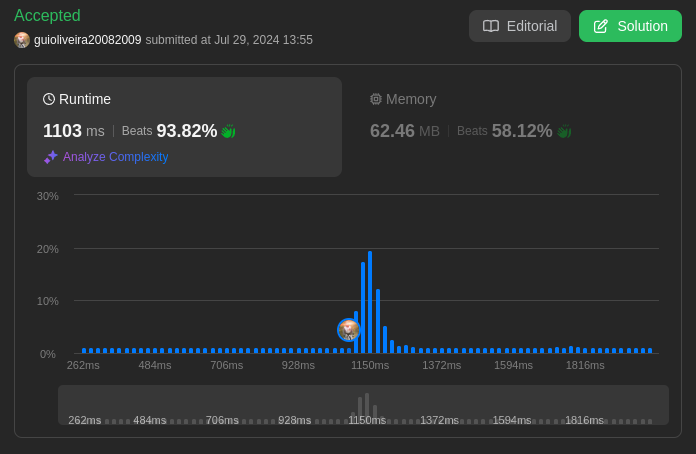 Accepted
guioliveira20082009 submitted at Jul 29, 2024 13:55
Editorial
Solution
Runtime
1103 ms | Beats 93.82%
Analyze Complexity
Memory
62.46 MB | Beats 58.12%
30%
20%
10%
0%
262ms 484ms 706ms 928ms 1150ms 1372ms 1594ms 1816ms
262ms 484ms 706ms 928ms 1150ms 1372ms 1594ms 1816ms